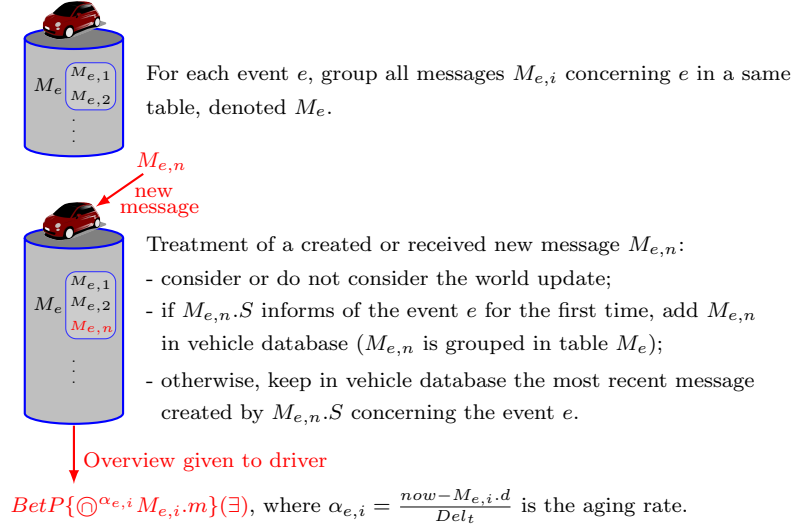 M_e M_{e,1}
M_{e,2}
.
.
.
For each event e, group all messages M_{e,i} concerning e in a same
table, denoted M_e.
M_{e,n}
new
message
M_e M_{e,1}
M_{e,2}
M_{e,n}
.
.
.
Treatment of a created or received new message M_{e,n}:
- consider or do not consider the world update;
- if M_{e,n}.S informs of the event e for the first time, add M_{e,n}
in vehicle database (M_{e,n} is grouped in table M_e);
- otherwise, keep in vehicle database the most recent message
created by M_{e,n}.S concerning the event e.
Overview given to driver
BetP{⋒^{α_{e,i}} M_{e,i}.m}(∃), where α_{e,i} = \frac{now−M_{e,i}.d}{Del_t} is the aging rate.